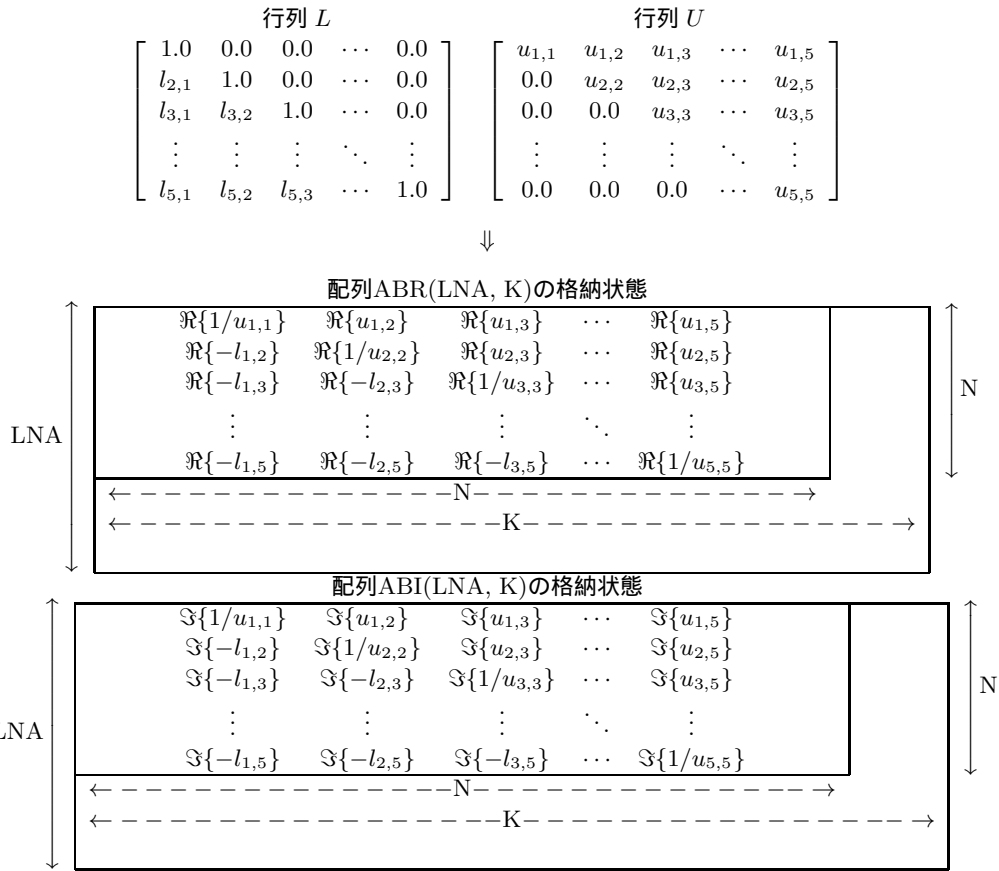 行列 L 行列 U
1.0 0.0 0.0 ⋯ 0.0 u1,1 u1,2 u1,3 ⋯ u1,5
l2,1 1.0 0.0 ⋯ 0.0 0.0 u2,2 u2,3 ⋯ u2,5
l3,1 l3,2 1.0 ⋯ 0.0 0.0 0.0 u3,3 ⋯ u3,5
⋮ ⋮ ⋮ ⋱ ⋮ ⋮ ⋮ ⋮ ⋱ ⋮
l5,1 l5,2 l5,3 ⋯ 1.0 0.0 0.0 0.0 ⋯ u5,5
⇓
配列ABR(LNA, K)の格納状態
ℜ{1/u1,1} ℜ{u1,2} ℜ{u1,3} ⋯ ℜ{u1,5}
ℜ{−l1,2} ℜ{1/u2,2} ℜ{u2,3} ⋯ ℜ{u2,5}
ℜ{−l1,3} ℜ{−l2,3} ℜ{1/u3,3} ⋯ ℜ{u3,5}
N
⋮ ⋮ ⋮ ⋱ ⋮
LNA
ℜ{−l1,5} ℜ{−l2,5} ℜ{−l3,5} ⋯ ℜ{1/u5,5}
N
K
配列ABI(LNA, K)の格納状態
ℑ{1/u1,1} ℑ{u1,2} ℑ{u1,3} ⋯ ℑ{u1,5}
ℑ{−l1,2} ℑ{1/u2,2} ℑ{u2,3} ⋯ ℑ{u2,5}
ℑ{−l1,3} ℑ{−l2,3} ℑ{1/u3,3} ⋯ ℑ{u3,5}
N
⋮ ⋮ ⋮ ⋱ ⋮
LNA
ℑ{−l1,5} ℑ{−l2,5} ℑ{−l3,5} ⋯ ℑ{1/u5,5}
N
K